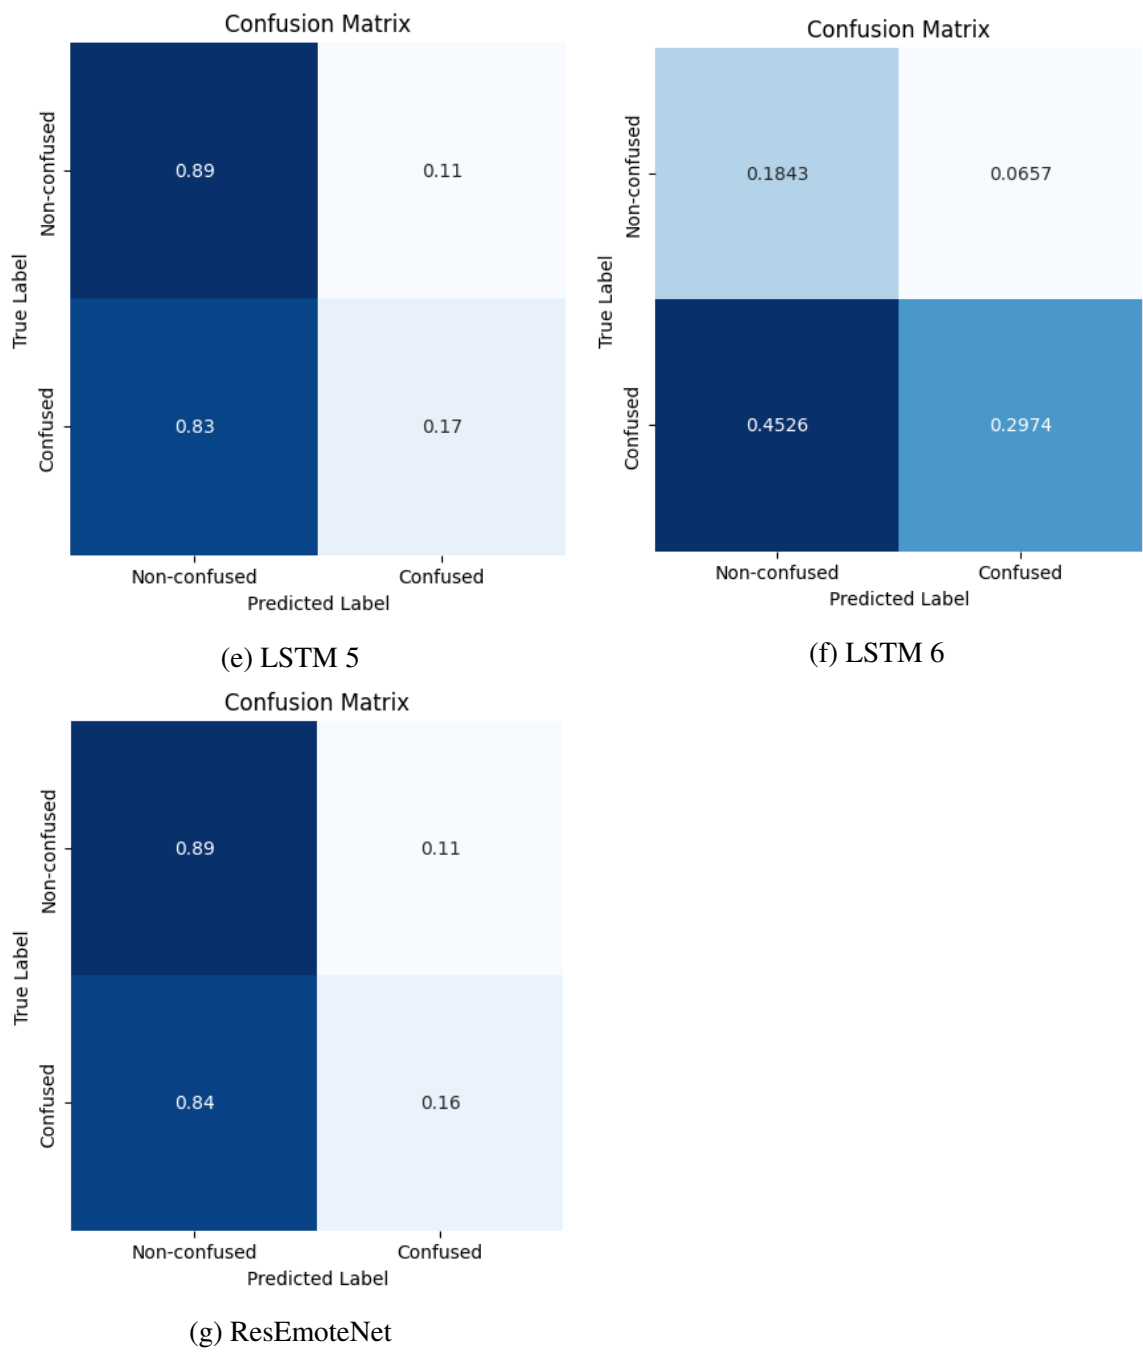 Confusion Matrix
True Label
Non-confused
0.89
0.11
Confused
0.83
0.17
Non-confused
Confused
Predicted Label
(e) LSTM 5
Confusion Matrix
True Label
Non-confused
0.1843
0.0657
Confused
0.4526
0.2974
Non-confused
Confused
Predicted Label
(f) LSTM 6
Confusion Matrix
True Label
Non-confused
0.89
0.11
Confused
0.84
0.16
Non-confused
Confused
Predicted Label
(g) ResEmoteNet